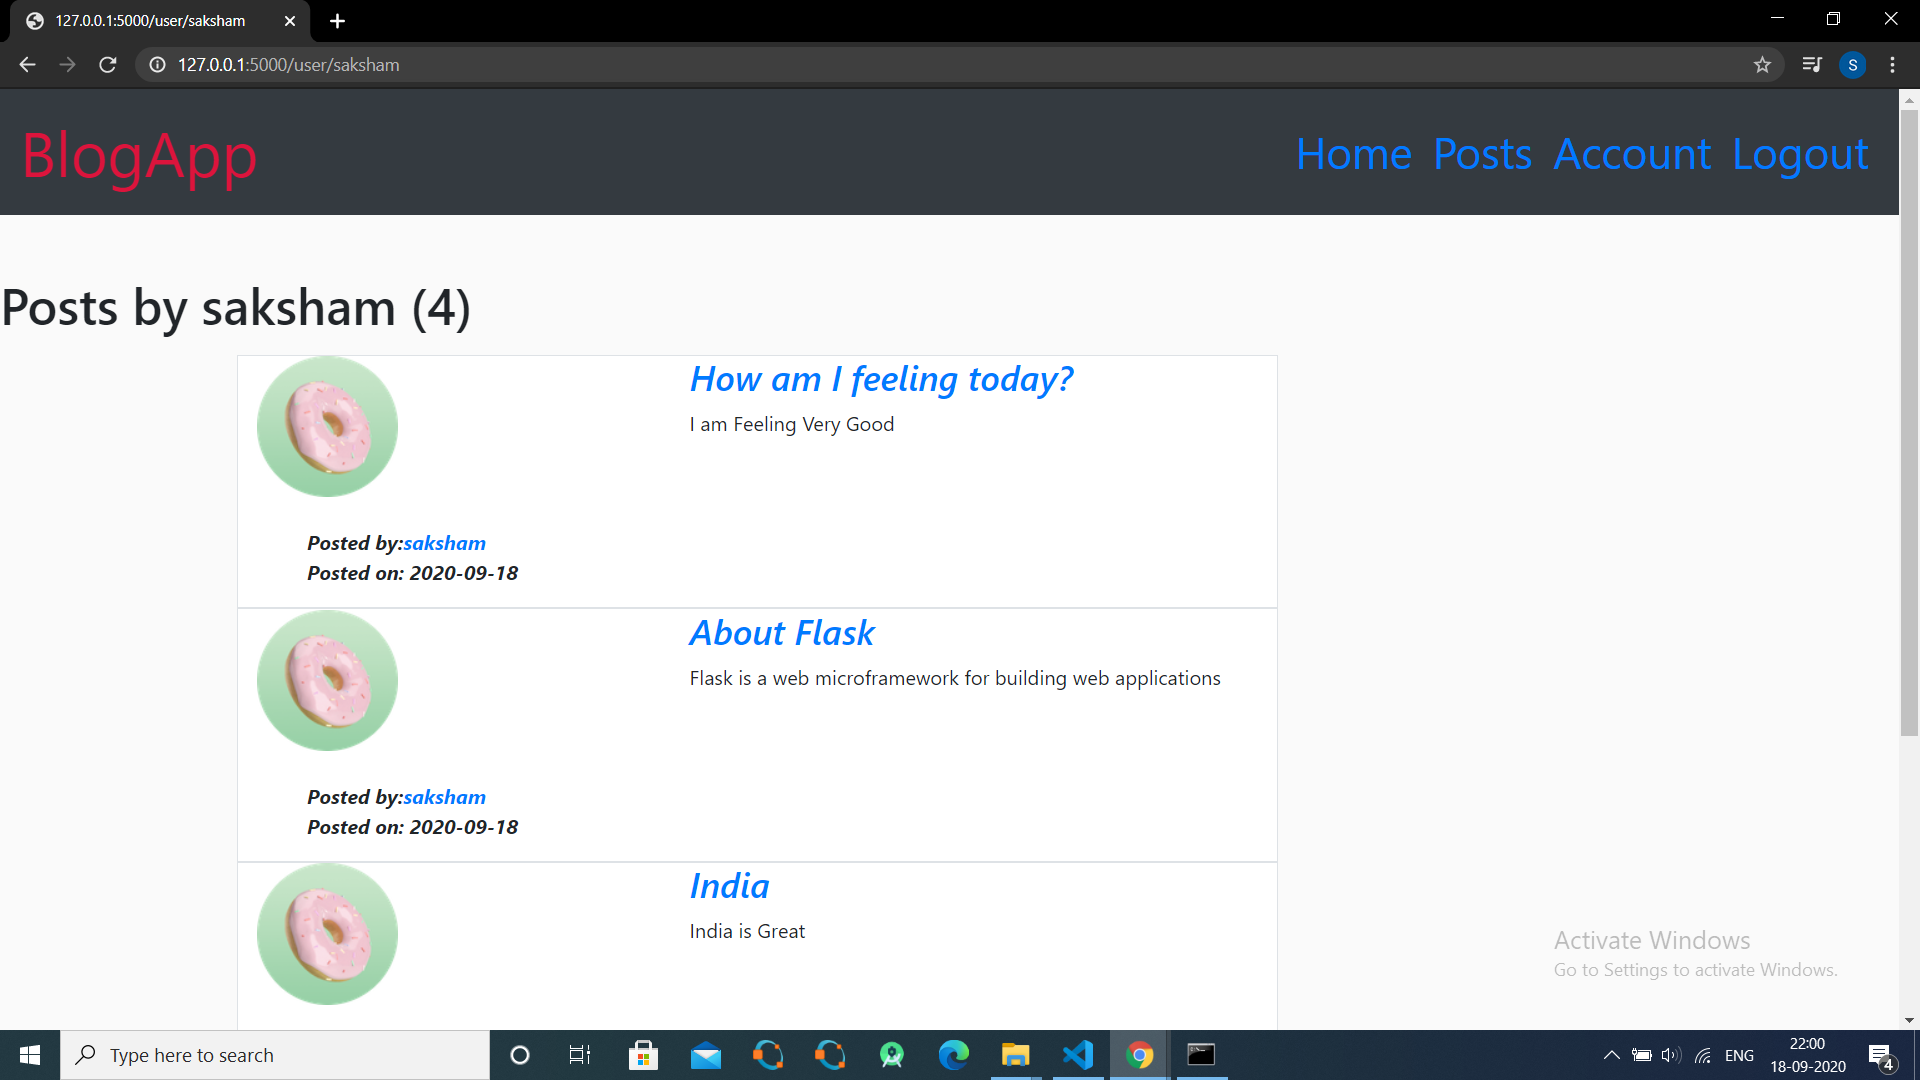 127.0.0.1:5000/user/saksham
127.0.0.1:5000/user/saksham
S
BlogApp
Home Posts Account Logout
Posts by saksham (4)
How am I feeling today?
I am Feeling Very Good
Posted by:saksham
Posted on: 2020-09-18
About Flask
Flask is a web microframework for building web applications
Posted by:saksham
Posted on: 2020-09-18
India
India is Great
Activate Windows
Go to Settings to activate Windows.
Type here to search
ENG
22:00
18-09-2020
4